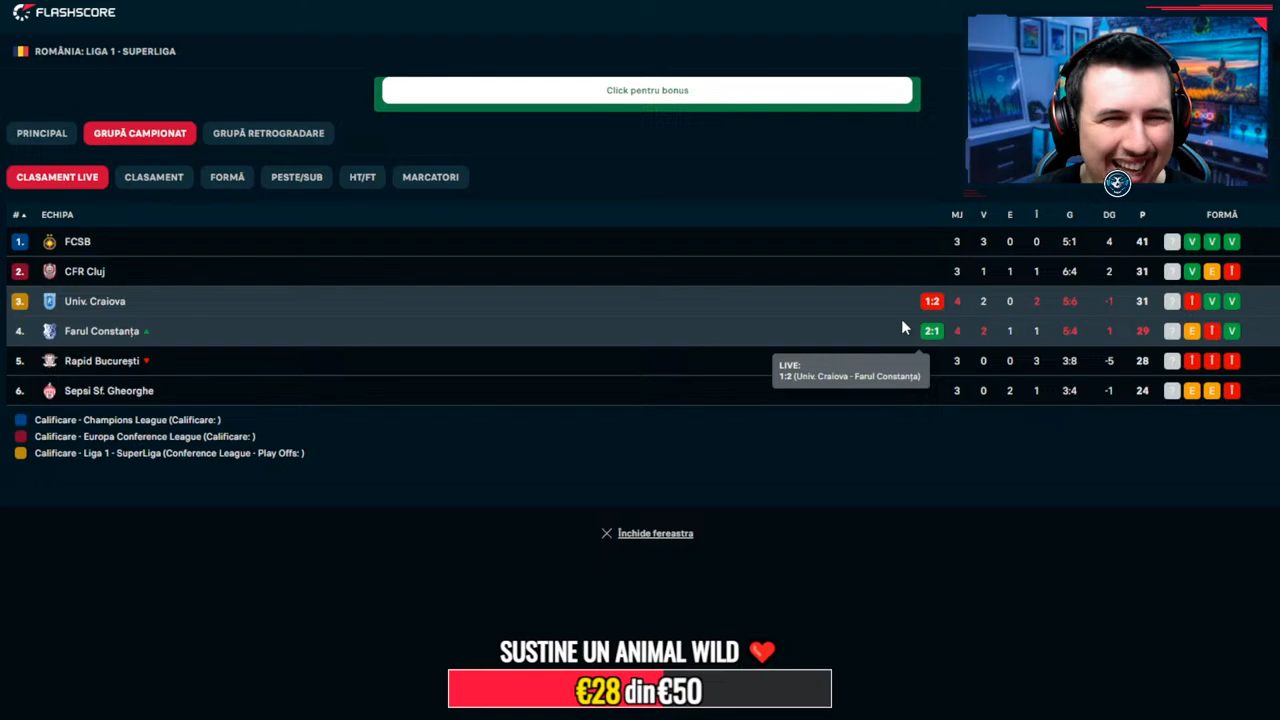 FLASHSCORE
ROMÂNIA: LIGA 1 - SUPERLIGA
Click pentru bonus
PRINCIPAL GRUPĂ CAMPIONAT GRUPĂ RETROGRADARE
CLASAMENT LIVE CLASAMENT FORMĂ PESTE/SUB HT/FT MARCATORI
# ECHIPA MJ V E Î G DG P FORMĂ
1. FCSB 3 3 0 0 5:1 4 41 ? V V V
2. CFR Cluj 3 1 1 1 6:4 2 31 ? V E Î
3. Univ. Craiova 1:2 4 2 0 2 5:6 -1 31 ? Î V V
4. Farul Constanța 2:1 4 2 1 1 5:4 1 29 ? E Î V
LIVE:
1:2 (Univ. Craiova - Farul Constanța)
5. Rapid București 3 0 0 3 3:8 -5 28 ? Î Î Î
6. Sepsi Sf. Gheorghe 3 0 2 1 3:4 -1 24 ? E E Î
Calificare - Champions League (Calificare: )
Calificare - Europa Conference League (Calificare: )
Calificare - Liga 1 - SuperLiga (Conference League - Play Offs: )
Închide fereastra
SUSTINE UN ANIMAL WILD ❤
€28 din €50